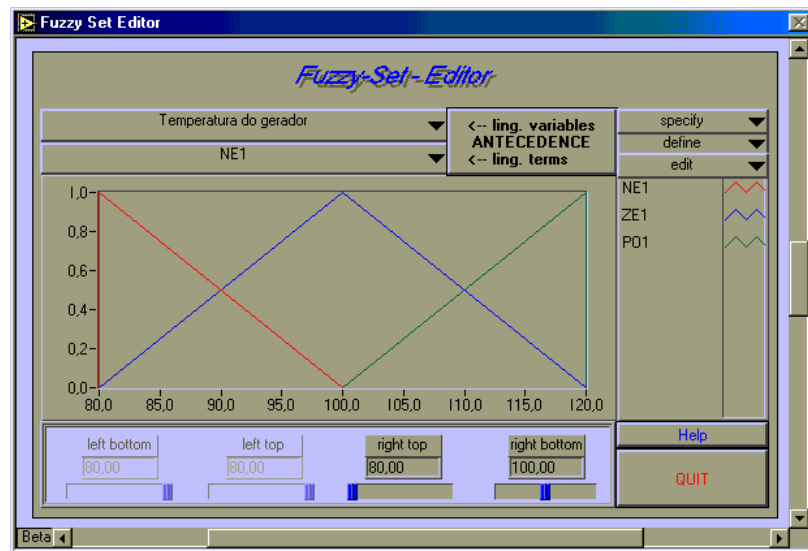 Fuzzy Set Editor
Fuzzy-Set-Editor
Temperatura do gerador
<-- ling. variables
ANTECEDENCE
<-- ling. terms
NE1
specify
define
edit
NE1
ZE1
PO1
1,0
0,8
0,6
0,4
0,2
0,0
80,0 85,0 90,0 95,0 100,0 105,0 110,0 115,0 120,0
left bottom left top right top right bottom
80,00 80,00 80,00 100,00
Help
QUIT
Beta